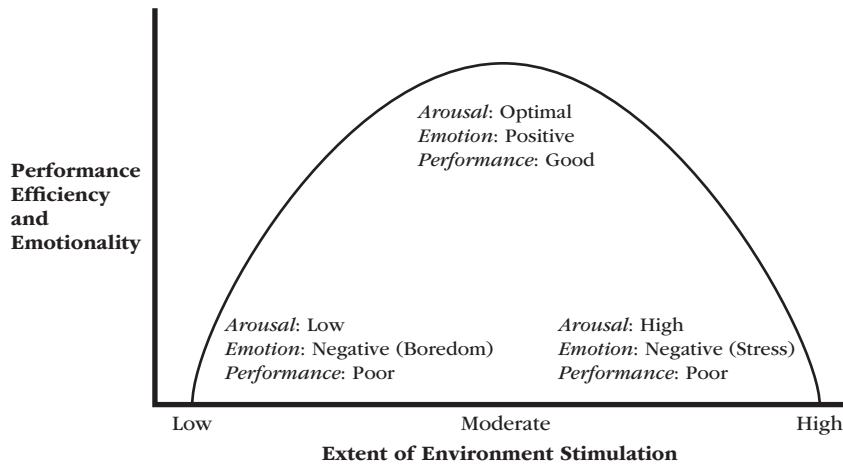 Arousal: Optimal
Emotion: Positive
Performance: Good
Performance
Efficiency
and
Emotionality
Arousal: Low
Emotion: Negative (Boredom)
Performance: Poor
Arousal: High
Emotion: Negative (Stress)
Performance: Poor
Low
Moderate
High
Extent of Environment Stimulation